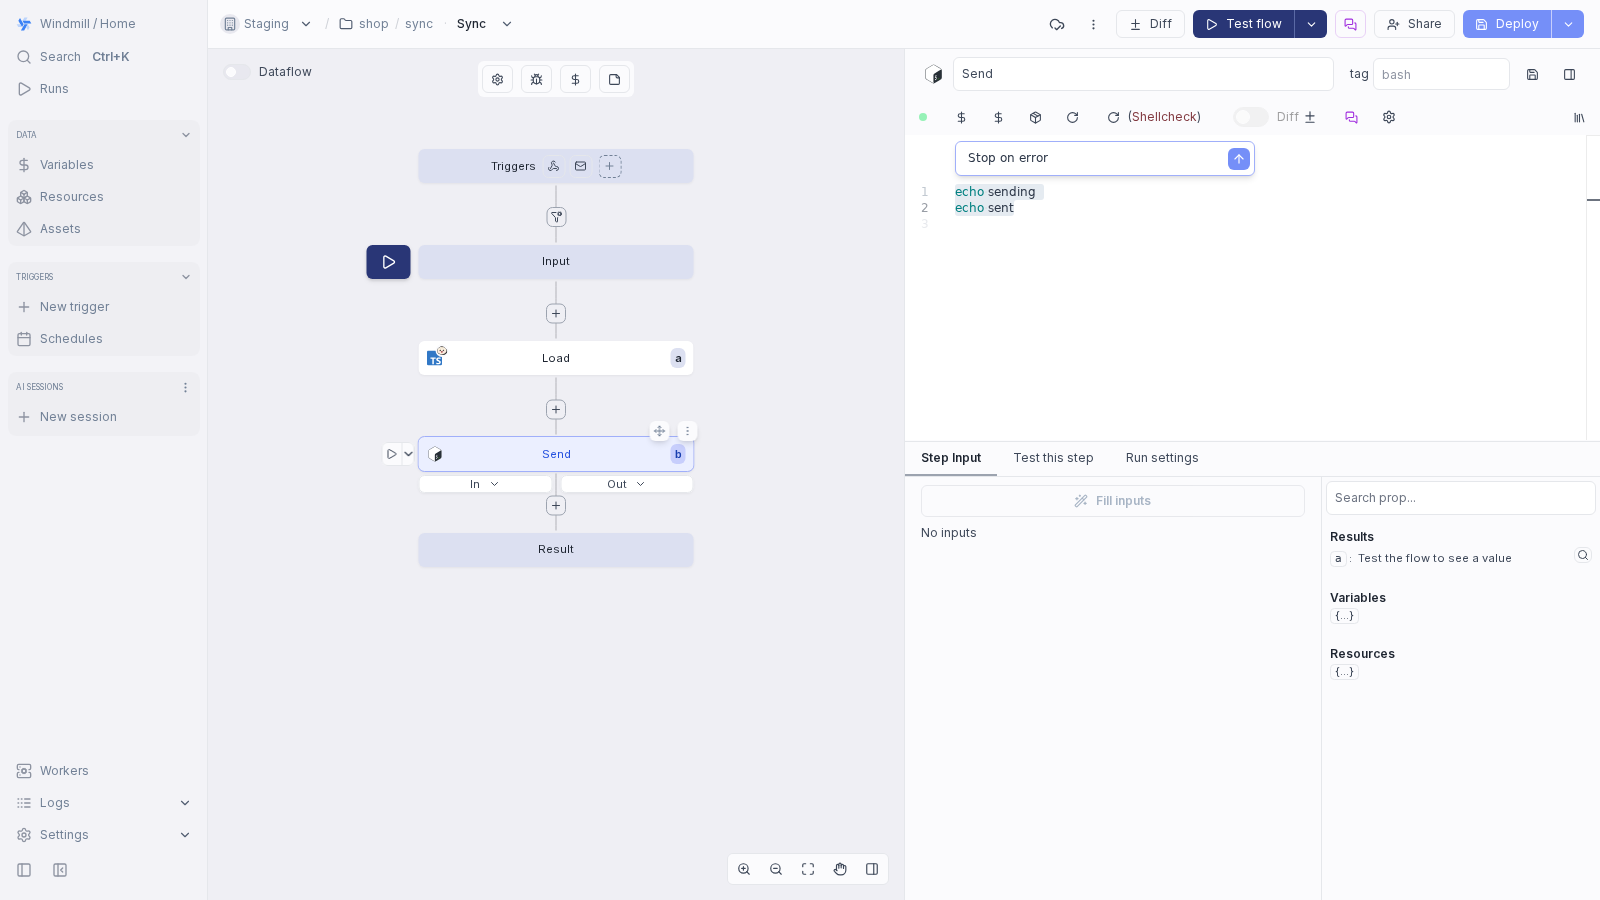 Windmill / Home
Search Ctrl+K
Runs
DATA
Variables
Resources
Assets
TRIGGERS
New trigger
Schedules
AI SESSIONS
New session
Workers
Logs
Settings
Staging / shop / sync · Sync
Diff
Test flow
Share
Deploy
Dataflow
Triggers
Input
TS Load a
Send b
In Out
Result
Send tag bash
(Shellcheck) Diff
Stop on error
1 echo sending
2 echo sent
3
Step Input Test this step Run settings
Fill inputs
No inputs
Search prop...
Results
a : Test the flow to see a value
Variables
{...}
Resources
{...}